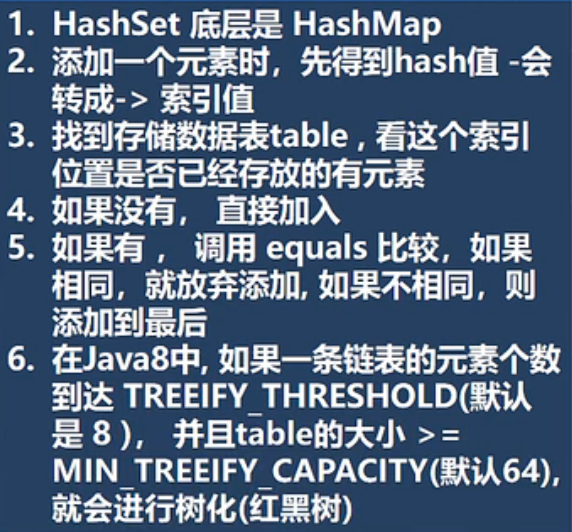 1. HashSet 底层是 HashMap
2. 添加一个元素时，先得到hash值 -会
转成-> 索引值
3. 找到存储数据表table , 看这个索引
位置是否已经存放的有元素
4. 如果没有， 直接加入
5. 如果有 ， 调用 equals 比较，如果
相同，就放弃添加, 如果不相同，则
添加到最后
6. 在Java8中, 如果一条链表的元素个数
到达 TREEIFY_THRESHOLD(默认
是 8 )， 并且table的大小 >=
MIN_TREEIFY_CAPACITY(默认64),
就会进行树化(红黑树)